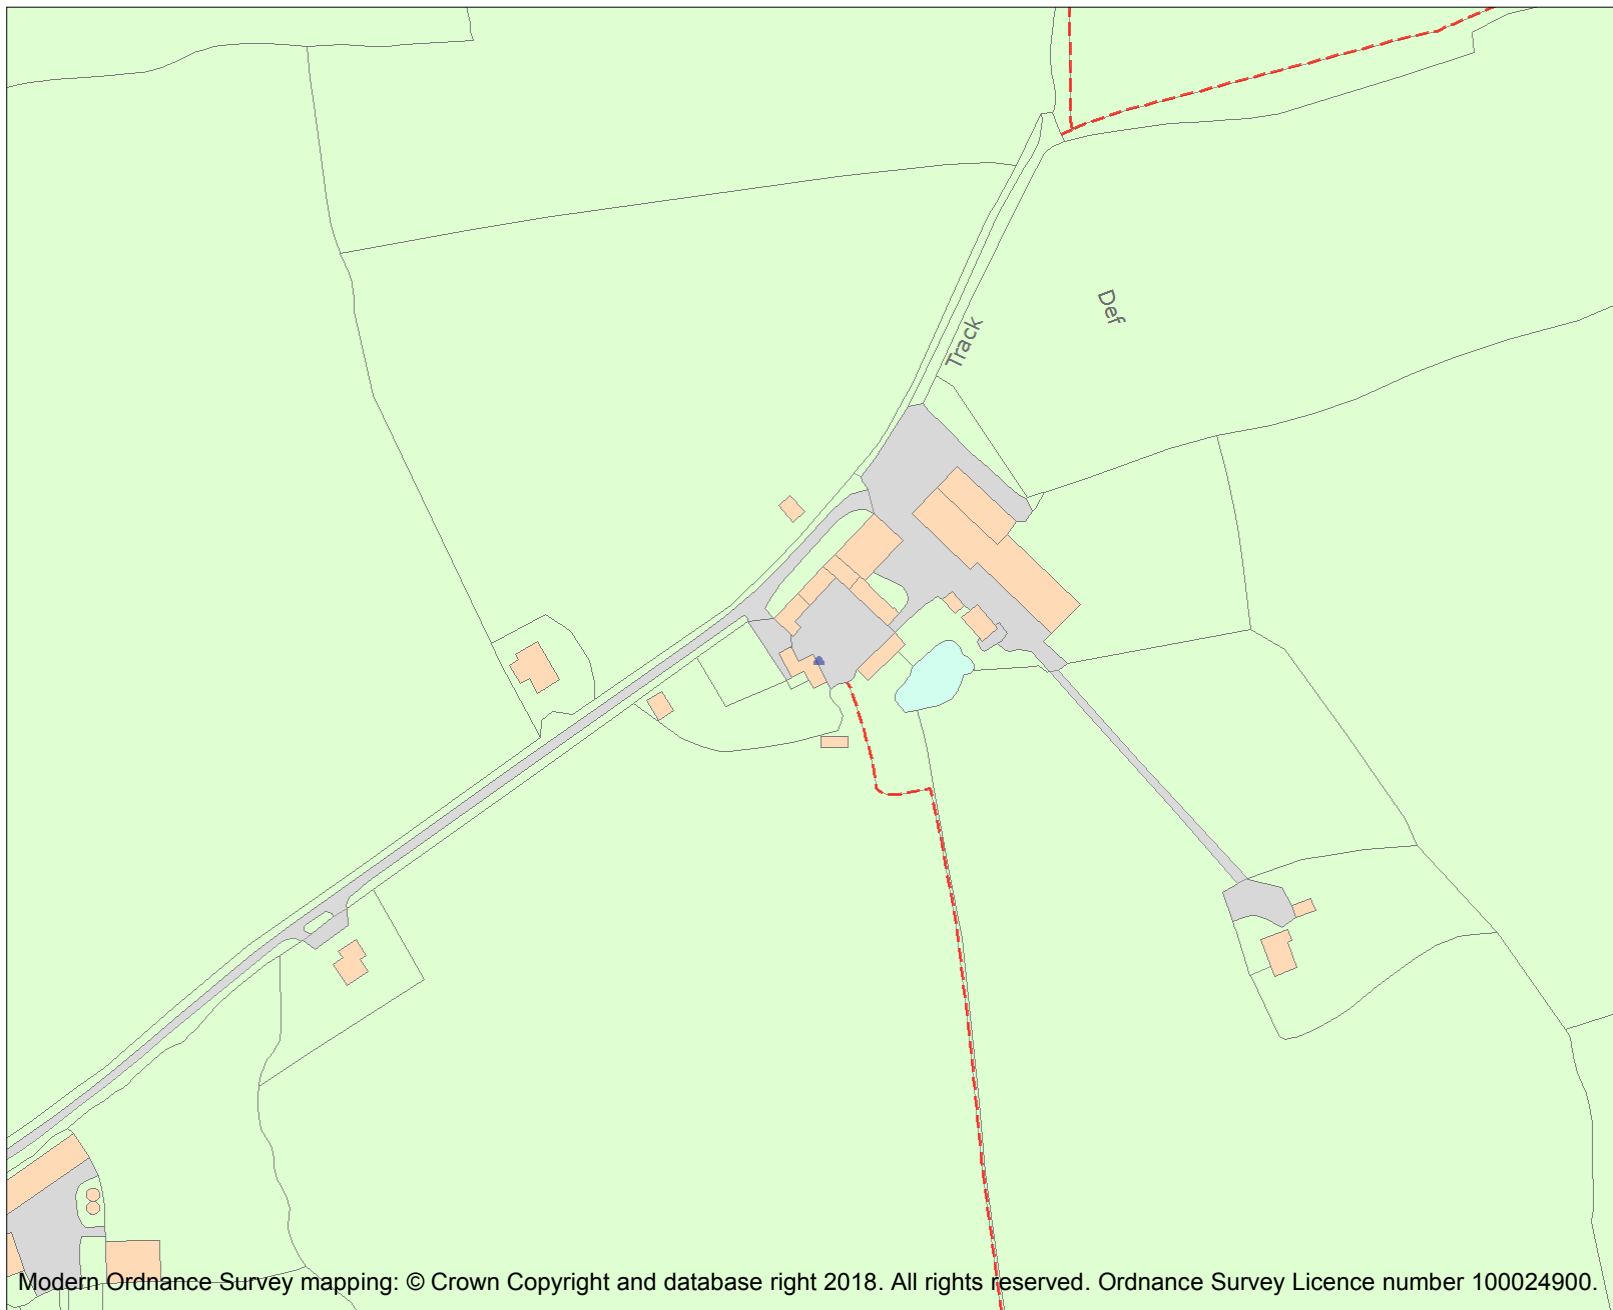 Def
Track
Modern Ordnance Survey mapping: © Crown Copyright and database right 2018. All rights reserved. Ordnance Survey Licence number 100024900.